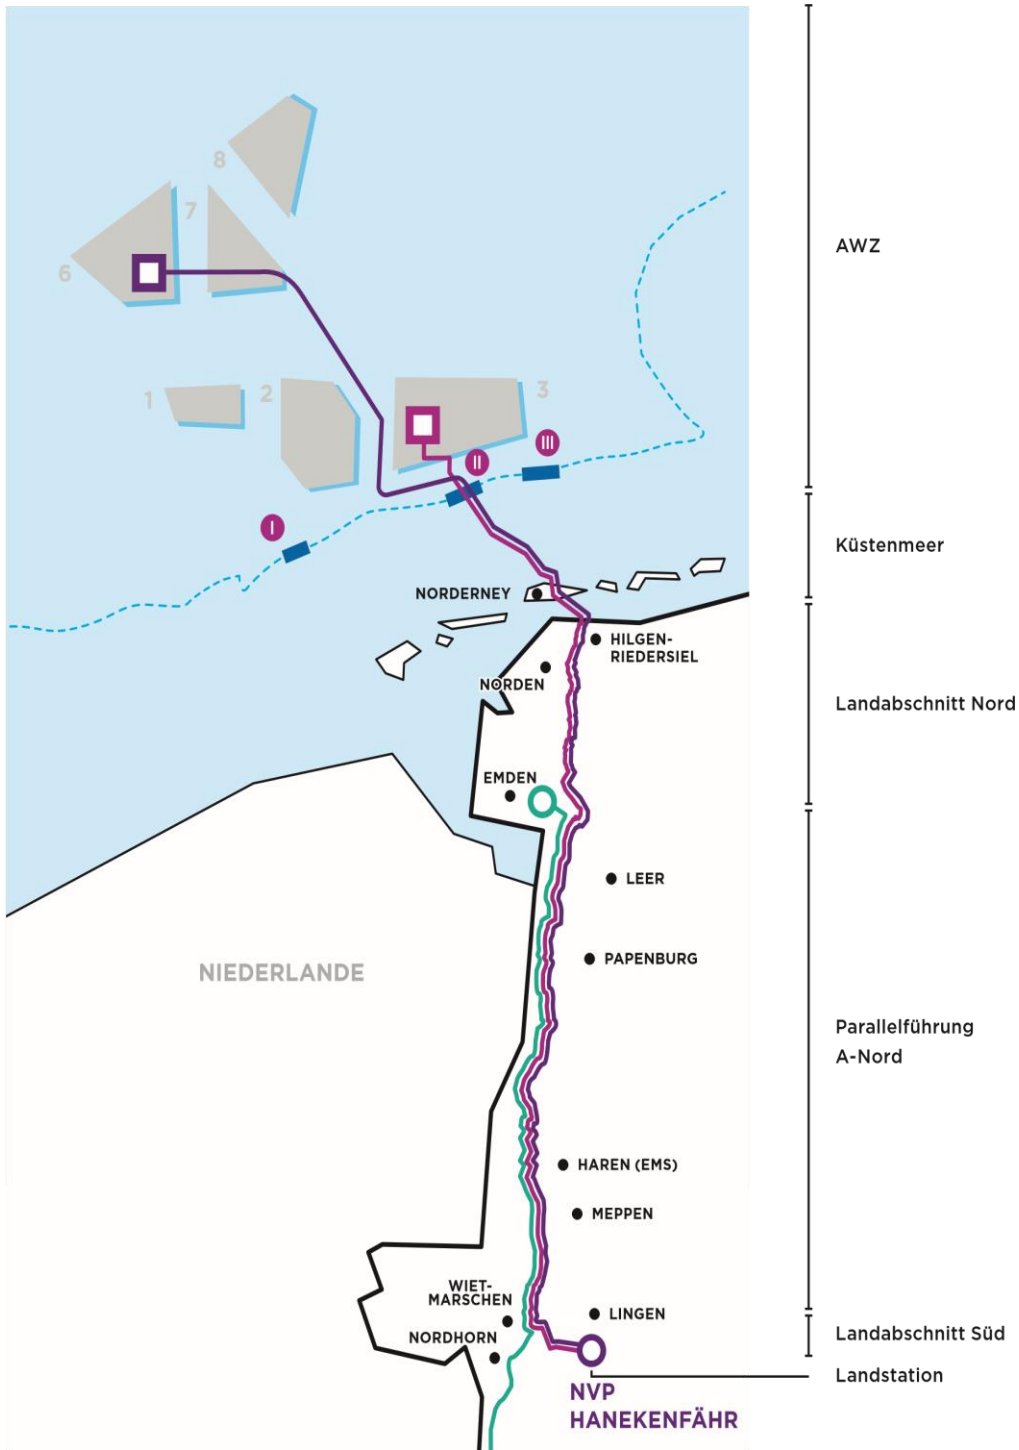 8
7
6
AWZ
1
2
3
III
II
I
Küstenmeer
NORDERNEY
HILGEN-
RIEDERSIEL
NORDEN
Landabschnitt Nord
EMDEN
LEER
PAPENBURG
NIEDERLANDE
Parallelführung
A-Nord
HAREN (EMS)
MEPPEN
WIET-
MARSCHEN
LINGEN
NORDHORN
Landabschnitt Süd
Landstation
NVP
HANEKENFÄHR